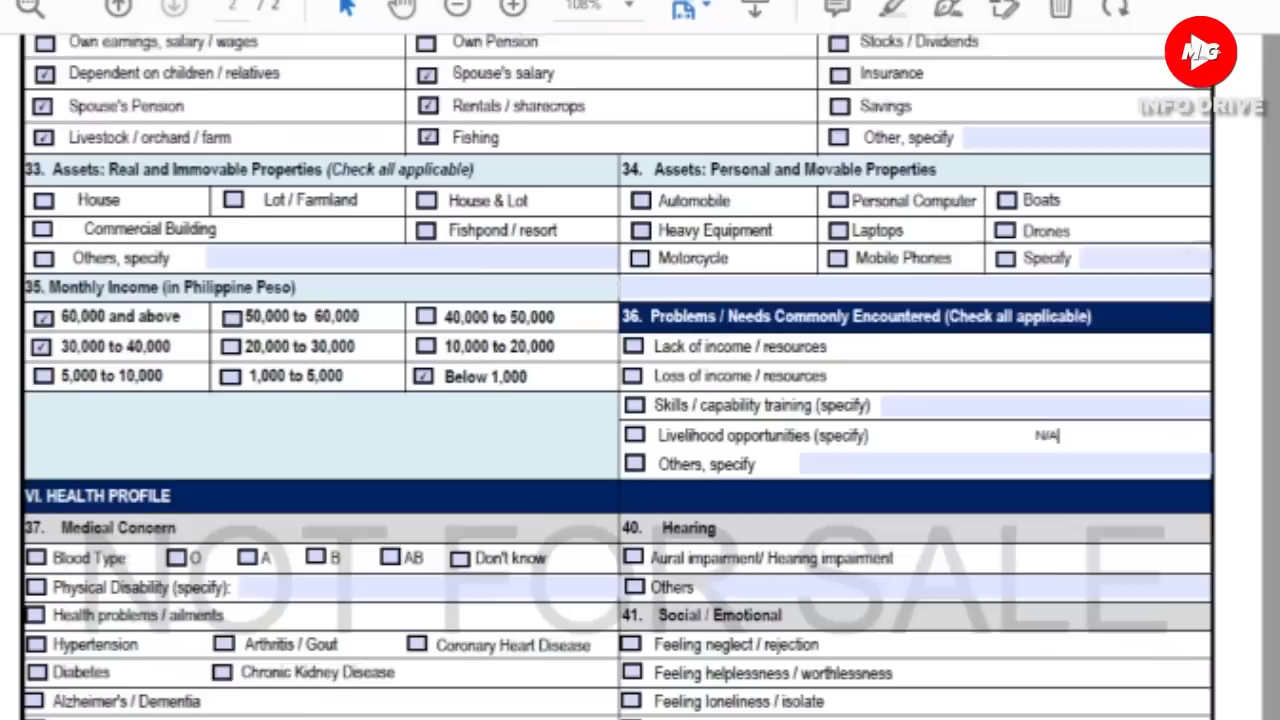 2 / 2 108%
MG
INFO DRIVE
Own earnings, salary / wages Own Pension Stocks / Dividends
Dependent on children / relatives Spouse's salary Insurance
Spouse's Pension Rentals / sharecrops Savings
Livestock / orchard / farm Fishing Other, specify
33. Assets: Real and Immovable Properties (Check all applicable)
House Lot / Farmland House & Lot
Commercial Building Fishpond / resort
Others, specify
34. Assets: Personal and Movable Properties
Automobile Personal Computer Boats
Heavy Equipment Laptops Drones
Motorcycle Mobile Phones Specify
35. Monthly Income (in Philippine Peso)
60,000 and above 50,000 to 60,000 40,000 to 50,000
30,000 to 40,000 20,000 to 30,000 10,000 to 20,000
5,000 to 10,000 1,000 to 5,000 Below 1,000
36. Problems / Needs Commonly Encountered (Check all applicable)
Lack of income / resources
Loss of income / resources
Skills / capability training (specify)
Livelihood opportunities (specify) N/A
Others, specify
VI. HEALTH PROFILE
37. Medical Concern
Blood Type O A B AB Don't know
Physical Disability (specify):
Health problems / ailments
Hypertension Arthritis / Gout Coronary Heart Disease
Diabetes Chronic Kidney Disease
Alzheimer's / Dementia
40. Hearing
Aural impairment/ Hearing impairment
Others
41. Social / Emotional
Feeling neglect / rejection
Feeling helplessness / worthlessness
Feeling loneliness / isolate
NOT FOR SALE